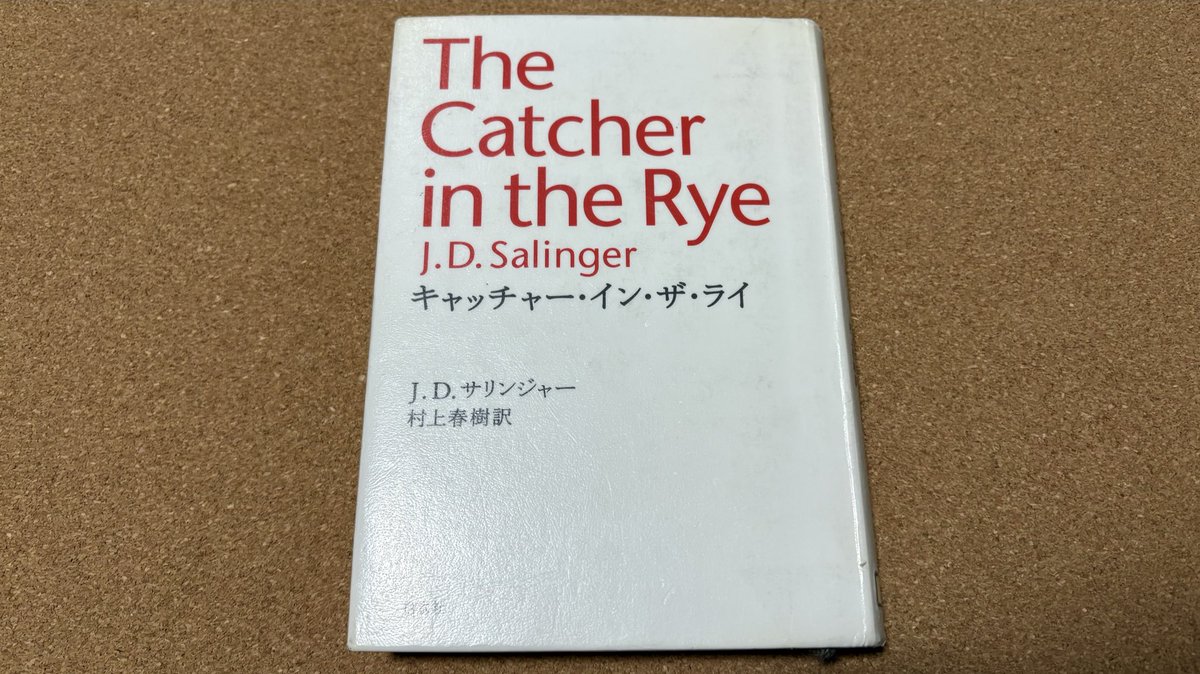 The
Catcher
in the Rye
J.D. Salinger
キャッチャー・イン・ザ・ライ
J.D.サリンジャー
村上春樹訳